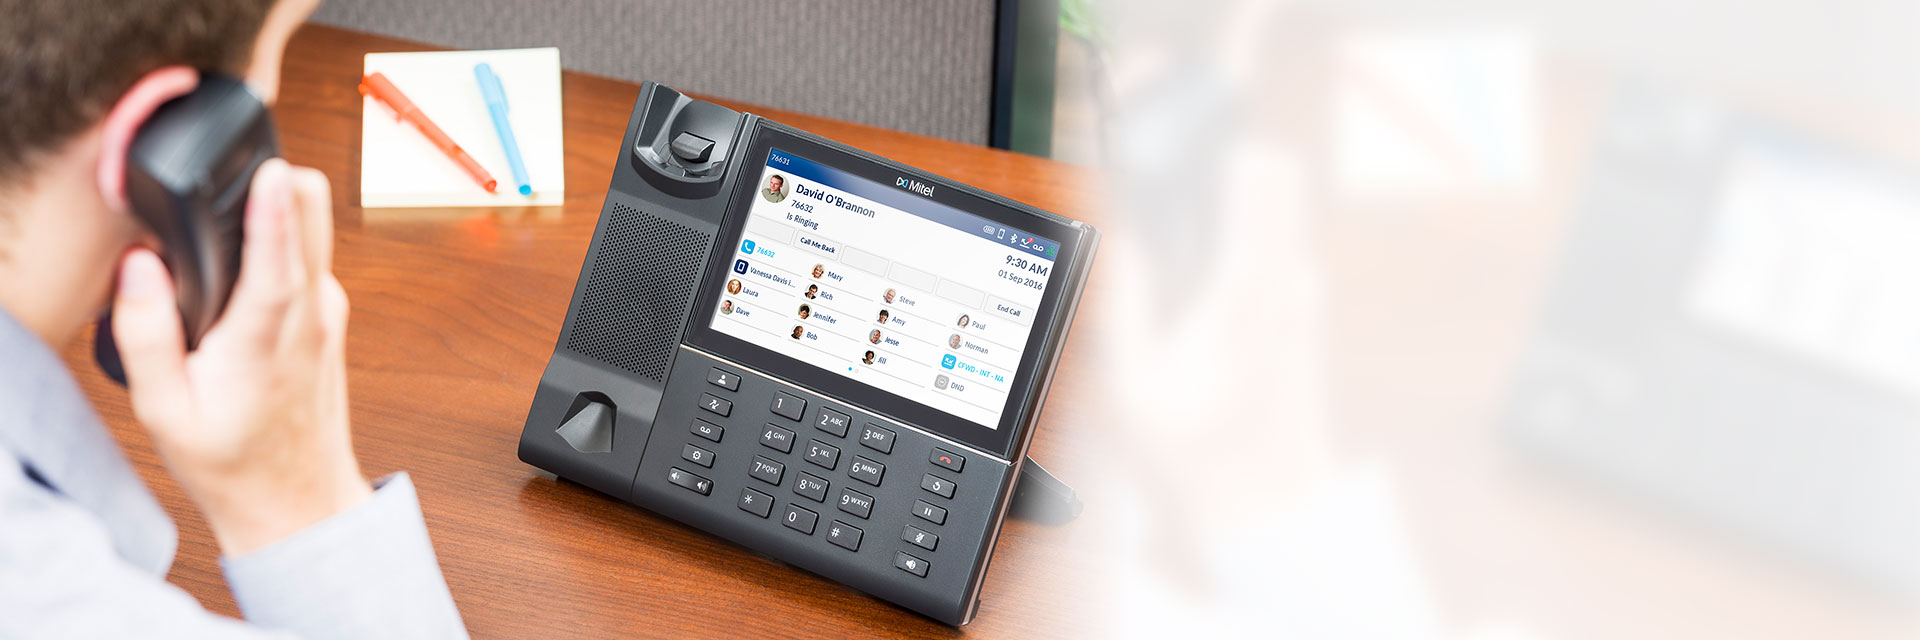 Mitel
76631
David O'Brannon
76632
Is Ringing
9:30 AM
01 Sep 2016
Call Me Back
End Call
76632
Mary
Steve
Paul
Vanessa Davis I...
Rich
Amy
Norman
Laura
Jennifer
Jesse
CFWD - INT - NA
Dave
Bob
Jill
DND
1
2 ABC
3 DEF
4 GHI
5 JKL
6 MNO
7 PQRS
8 TUV
9 WXYZ
*
0
#